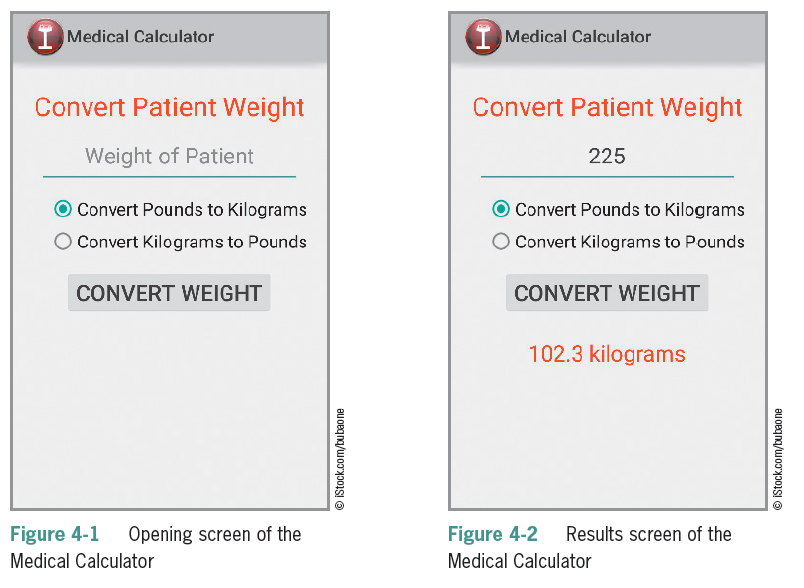 Medical Calculator
Convert Patient Weight
Weight of Patient
Convert Pounds to Kilograms
Convert Kilograms to Pounds
CONVERT WEIGHT
© iStock.com/bubaone
Figure 4-1 Opening screen of the
Medical Calculator
Medical Calculator
Convert Patient Weight
225
Convert Pounds to Kilograms
Convert Kilograms to Pounds
CONVERT WEIGHT
102.3 kilograms
© iStock.com/bubaone
Figure 4-2 Results screen of the
Medical Calculator